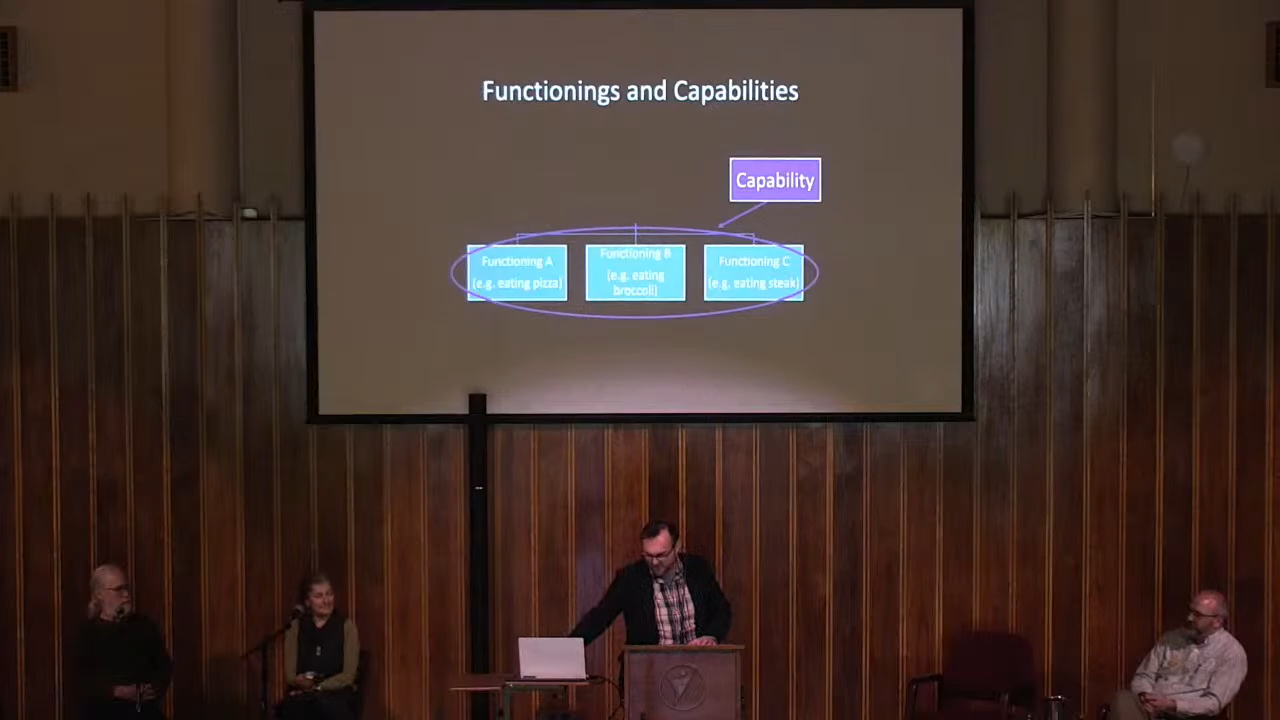 Functionings and Capabilities
Capability
Functioning A
(e.g. eating pizza)
Functioning B
(e.g. eating
broccoli)
Functioning C
(e.g. eating steak)